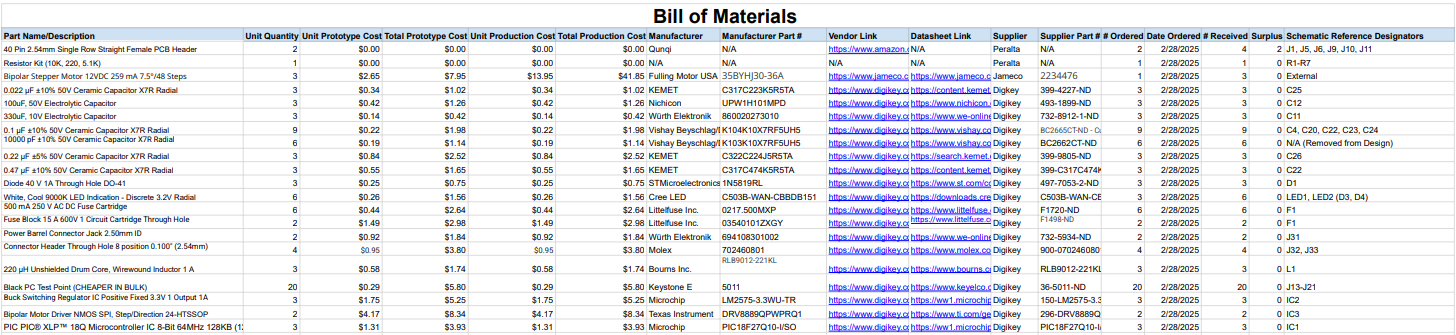 Bill of Materials
Part Name/Description Unit Quantity Unit Prototype Cost Total Prototype Cost Unit Production Cost Total Production Cost Manufacturer Manufacturer Part # Vendor Link Datasheet Link Supplier Supplier Part # # Ordered Date Ordered # Received Surplus Schematic Reference Designators
40 Pin 2.54mm Single Row Straight Female PCB Header 2 $0.00 $0.00 $0.00 $0.00 Qunqi N/A https://www.amazon. N/A Peralta N/A 2 2/28/2025 4 2 J1, J5, J6, J9, J10, J11
Resistor Kit (10K, 220, 5.1K) 1 $0.00 $0.00 $0.00 $0.00 N/A N/A N/A N/A Peralta N/A 1 2/28/2025 1 0 R1-R7
Bipolar Stepper Motor 12VDC 259 mA 7.5°/48 Steps 3 $2.65 $7.95 $13.95 $41.85 Fulling Motor USA 35BYHJ30-36A https://www.jameco.c https://www.jameco.c Jameco 2234476 1 2/28/2025 3 0 External
0.022 µF ±10% 50V Ceramic Capacitor X7R Radial 3 $0.34 $1.02 $0.34 $1.02 KEMET C317C223K5R5TA https://www.digikey.cc https://content.kemet. Digikey 399-4227-ND 3 2/28/2025 3 0 C25
100uF, 50V Electrolytic Capacitor 3 $0.42 $1.26 $0.42 $1.26 Nichicon UPW1H101MPD https://www.digikey.cc https://www.nichicon. Digikey 493-1899-ND 3 2/28/2025 3 0 C12
330uF, 10V Electrolytic Capacitor 3 $0.14 $0.42 $0.14 $0.42 Würth Elektronik 860020273010 https://www.digikey.cc https://www.we-online Digikey 732-8912-1-ND 3 2/28/2025 3 0 C11
0.1 µF ±10% 50V Ceramic Capacitor X7R Radial 9 $0.22 $1.98 $0.22 $1.98 Vishay Beyschlag/ K104K10X7RF5UH5 https://www.digikey.cc https://www.vishay.co Digikey BC2665CT-ND - 9 2/28/2025 9 0 C4, C20, C22, C23, C24
10000 pF ±10% 50V Ceramic Capacitor X7R Radial 6 $0.19 $1.14 $0.19 $1.14 Vishay Beyschlag/ K103K10X7RF5UH5 https://www.digikey.cc https://www.vishay.co Digikey BC2662CT-ND 6 2/28/2025 6 0 N/A (Removed from Design)
0.22 µF ±5% 50V Ceramic Capacitor X7R Radial 3 $0.84 $2.52 $0.84 $2.52 KEMET C322C224J5R5TA https://www.digikey.cc https://search.kemet. Digikey 399-9805-ND 3 2/28/2025 3 0 C26
0.47 µF ±10% 50V Ceramic Capacitor X7R Radial 3 $0.55 $1.65 $0.55 $1.65 KEMET C317C474K5R5TA https://www.digikey.cc https://content.kemet. Digikey 399-C317C474K 3 2/28/2025 3 0 C22
Diode 40 V 1A Through Hole DO-41 3 $0.25 $0.75 $0.25 $0.75 STMicroelectronics 1N5819RL https://www.digikey.cc https://www.st.com/cc Digikey 497-7053-2-ND 3 2/28/2025 3 0 D1
White, Cool 9000K LED Indication - Discrete 3.2V Radial 6 $0.26 $1.56 $0.26 $1.56 Cree LED C503B-WAN-CBBDB151 https://www.digikey.cc https://downloads.cre Digikey C503B-WAN-CE 6 2/28/2025 6 0 LED1, LED2 (D3, D4)
500 mA 250 V AC DC Fuse Cartridge 6 $0.44 $2.64 $0.44 $2.64 Littelfuse Inc. 0217.500MXP https://www.digikey.cc https://www.littelfuse. Digikey F1720-ND 6 2/28/2025 6 0 F1
Fuse Block 15 A 600V 1 Circuit Cartridge Through Hole 2 $1.49 $2.98 $1.49 $2.98 Littelfuse Inc. 03540101ZXGY https://www.digikey.cc https://www.littelfuse.c Digikey F1498-ND 2 2/28/2025 2 0 F1
Power Barrel Connector Jack 2.50mm ID 2 $0.92 $1.84 $0.92 $1.84 Würth Elektronik 694108301002 https://www.digikey.cc https://www.we-online Digikey 732-5934-ND 2 2/28/2025 2 0 J31
Connector Header Through Hole 8 position 0.100" (2.54mm) 4 $0.95 $3.80 $0.95 $3.80 Molex 702460801 https://www.digikey.cc https://www.molex.co Digikey 900-0702460801 4 2/28/2025 4 0 J32, J33
220 µH Unshielded Drum Core, Wirewound Inductor 1 A 3 $0.58 $1.74 $0.58 $1.74 Bourns Inc. RLB9012-221KL https://www.digikey.cc https://www.bourns.c Digikey RLB9012-221KL 3 2/28/2025 3 0 L1
Black PC Test Point (CHEAPER IN BULK) 20 $0.29 $5.80 $0.29 $5.80 Keystone E 5011 https://www.digikey.cc https://www.keyelco.c Digikey 36-5011-ND 20 2/28/2025 20 0 J13-J21
Buck Switching Regulator IC Positive Fixed 3.3V 1 Output 1A 3 $1.75 $5.25 $1.75 $5.25 Microchip LM2575-3.3WU-TR https://www.digikey.cc https://ww1.microchip Digikey 150-LM2575-3.3 3 2/28/2025 3 0 IC2
Bipolar Motor Driver NMOS SPI, Step/Direction 24-HTSSOP 2 $4.17 $8.34 $4.17 $8.34 Texas Instrument DRV8889QPWPRQ1 https://www.digikey.cc https://www.ti.com/ge Digikey 296-DRV8889Q 2 2/28/2025 2 0 IC3
PIC PIC® XLP™ 18Q Microcontroller IC 8-Bit 64MHz 128KB (12 3 $1.31 $3.93 $1.31 $3.93 Microchip PIC18F27Q10-I/SO https://www.digikey.cc https://ww1.microchip Digikey PIC18F27Q10-I/ 3 2/28/2025 3 0 IC1